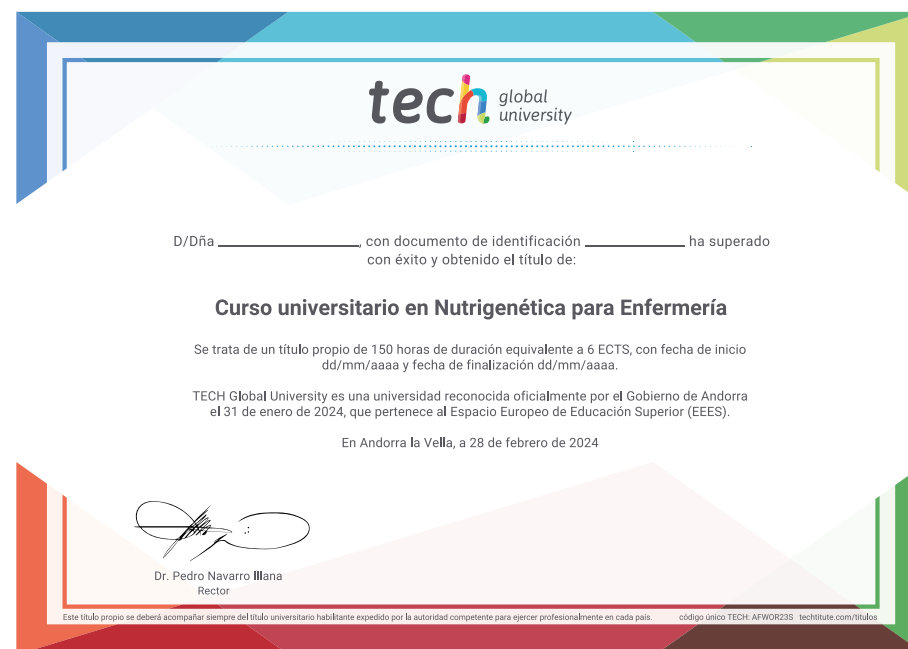 tech global
university
D/Dña ____________________, con documento de identificación ______________ ha superado
con éxito y obtenido el título de:
Curso universitario en Nutrigenética para Enfermería
Se trata de un título propio de 150 horas de duración equivalente a 6 ECTS, con fecha de inicio
dd/mm/aaaa y fecha de finalización dd/mm/aaaa.
TECH Global University es una universidad reconocida oficialmente por el Gobierno de Andorra
el 31 de enero de 2024, que pertenece al Espacio Europeo de Educación Superior (EEES).
En Andorra la Vella, a 28 de febrero de 2024
Dr. Pedro Navarro Illana
Rector
Este título propio se deberá acompañar siempre del título universitario habilitante expedido por la autoridad competente para ejercer profesionalmente en cada país. código único TECH: AFWOR23S techtitute.com/titulos